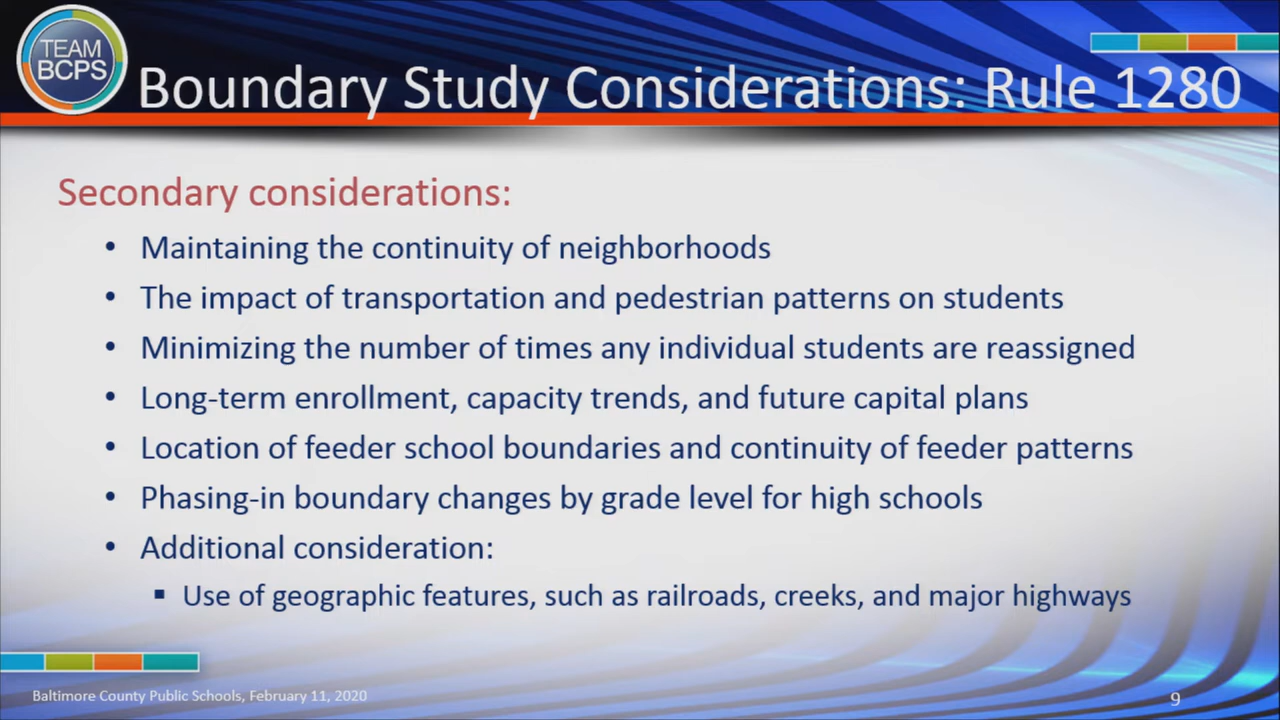 TEAM
BCPS
Boundary Study Considerations: Rule 1280
Secondary considerations:
• Maintaining the continuity of neighborhoods
• The impact of transportation and pedestrian patterns on students
• Minimizing the number of times any individual students are reassigned
• Long-term enrollment, capacity trends, and future capital plans
• Location of feeder school boundaries and continuity of feeder patterns
• Phasing-in boundary changes by grade level for high schools
• Additional consideration:
▪ Use of geographic features, such as railroads, creeks, and major highways
Baltimore County Public Schools, February 11, 2020
9